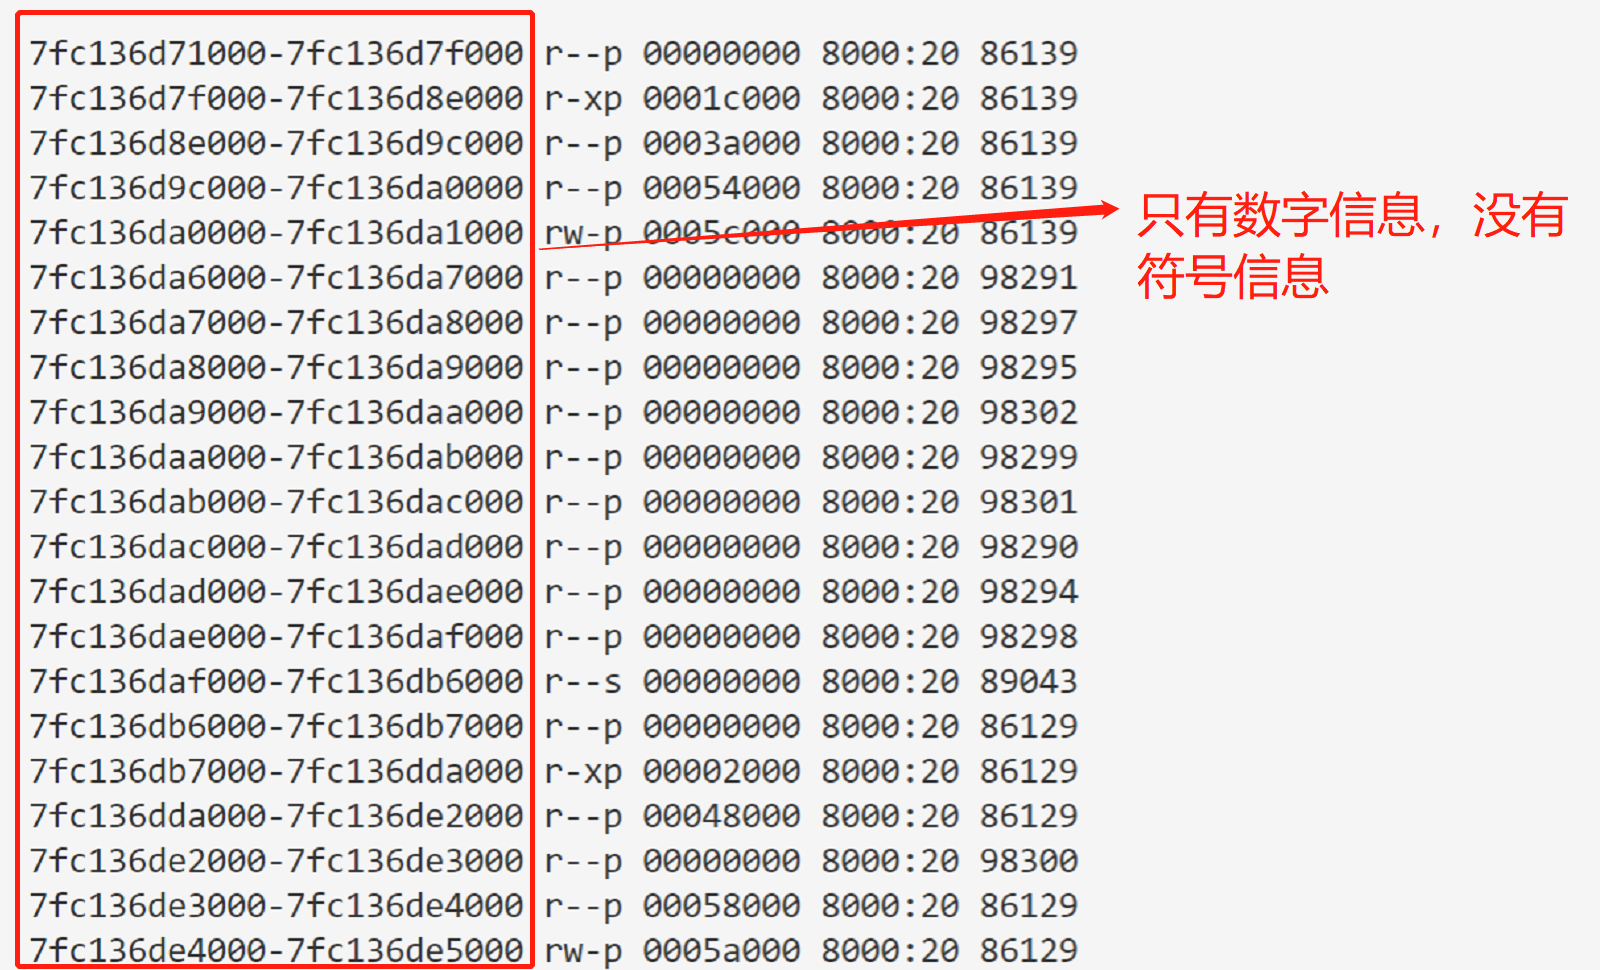 7fc136d71000-7fc136d7f000 r--p 00000000 8000:20 86139
7fc136d7f000-7fc136d8e000 r-xp 0001c000 8000:20 86139
7fc136d8e000-7fc136d9c000 r--p 0003a000 8000:20 86139
7fc136d9c000-7fc136da0000 r--p 00054000 8000:20 86139
7fc136da0000-7fc136da1000 rw-p 0005c000 8000:20 86139
7fc136da6000-7fc136da7000 r--p 00000000 8000:20 98291
7fc136da7000-7fc136da8000 r--p 00000000 8000:20 98297
7fc136da8000-7fc136da9000 r--p 00000000 8000:20 98295
7fc136da9000-7fc136daa000 r--p 00000000 8000:20 98302
7fc136daa000-7fc136dab000 r--p 00000000 8000:20 98299
7fc136dab000-7fc136dac000 r--p 00000000 8000:20 98301
7fc136dac000-7fc136dad000 r--p 00000000 8000:20 98290
7fc136dad000-7fc136dae000 r--p 00000000 8000:20 98294
7fc136dae000-7fc136daf000 r--p 00000000 8000:20 98298
7fc136daf000-7fc136db6000 r--s 00000000 8000:20 89043
7fc136db6000-7fc136db7000 r--p 00000000 8000:20 86129
7fc136db7000-7fc136dda000 r-xp 00002000 8000:20 86129
7fc136dda000-7fc136de2000 r--p 00048000 8000:20 86129
7fc136de2000-7fc136de3000 r--p 00000000 8000:20 98300
7fc136de3000-7fc136de4000 r--p 00058000 8000:20 86129
7fc136de4000-7fc136de5000 rw-p 0005a000 8000:20 86129
只有数字信息，没有
符号信息